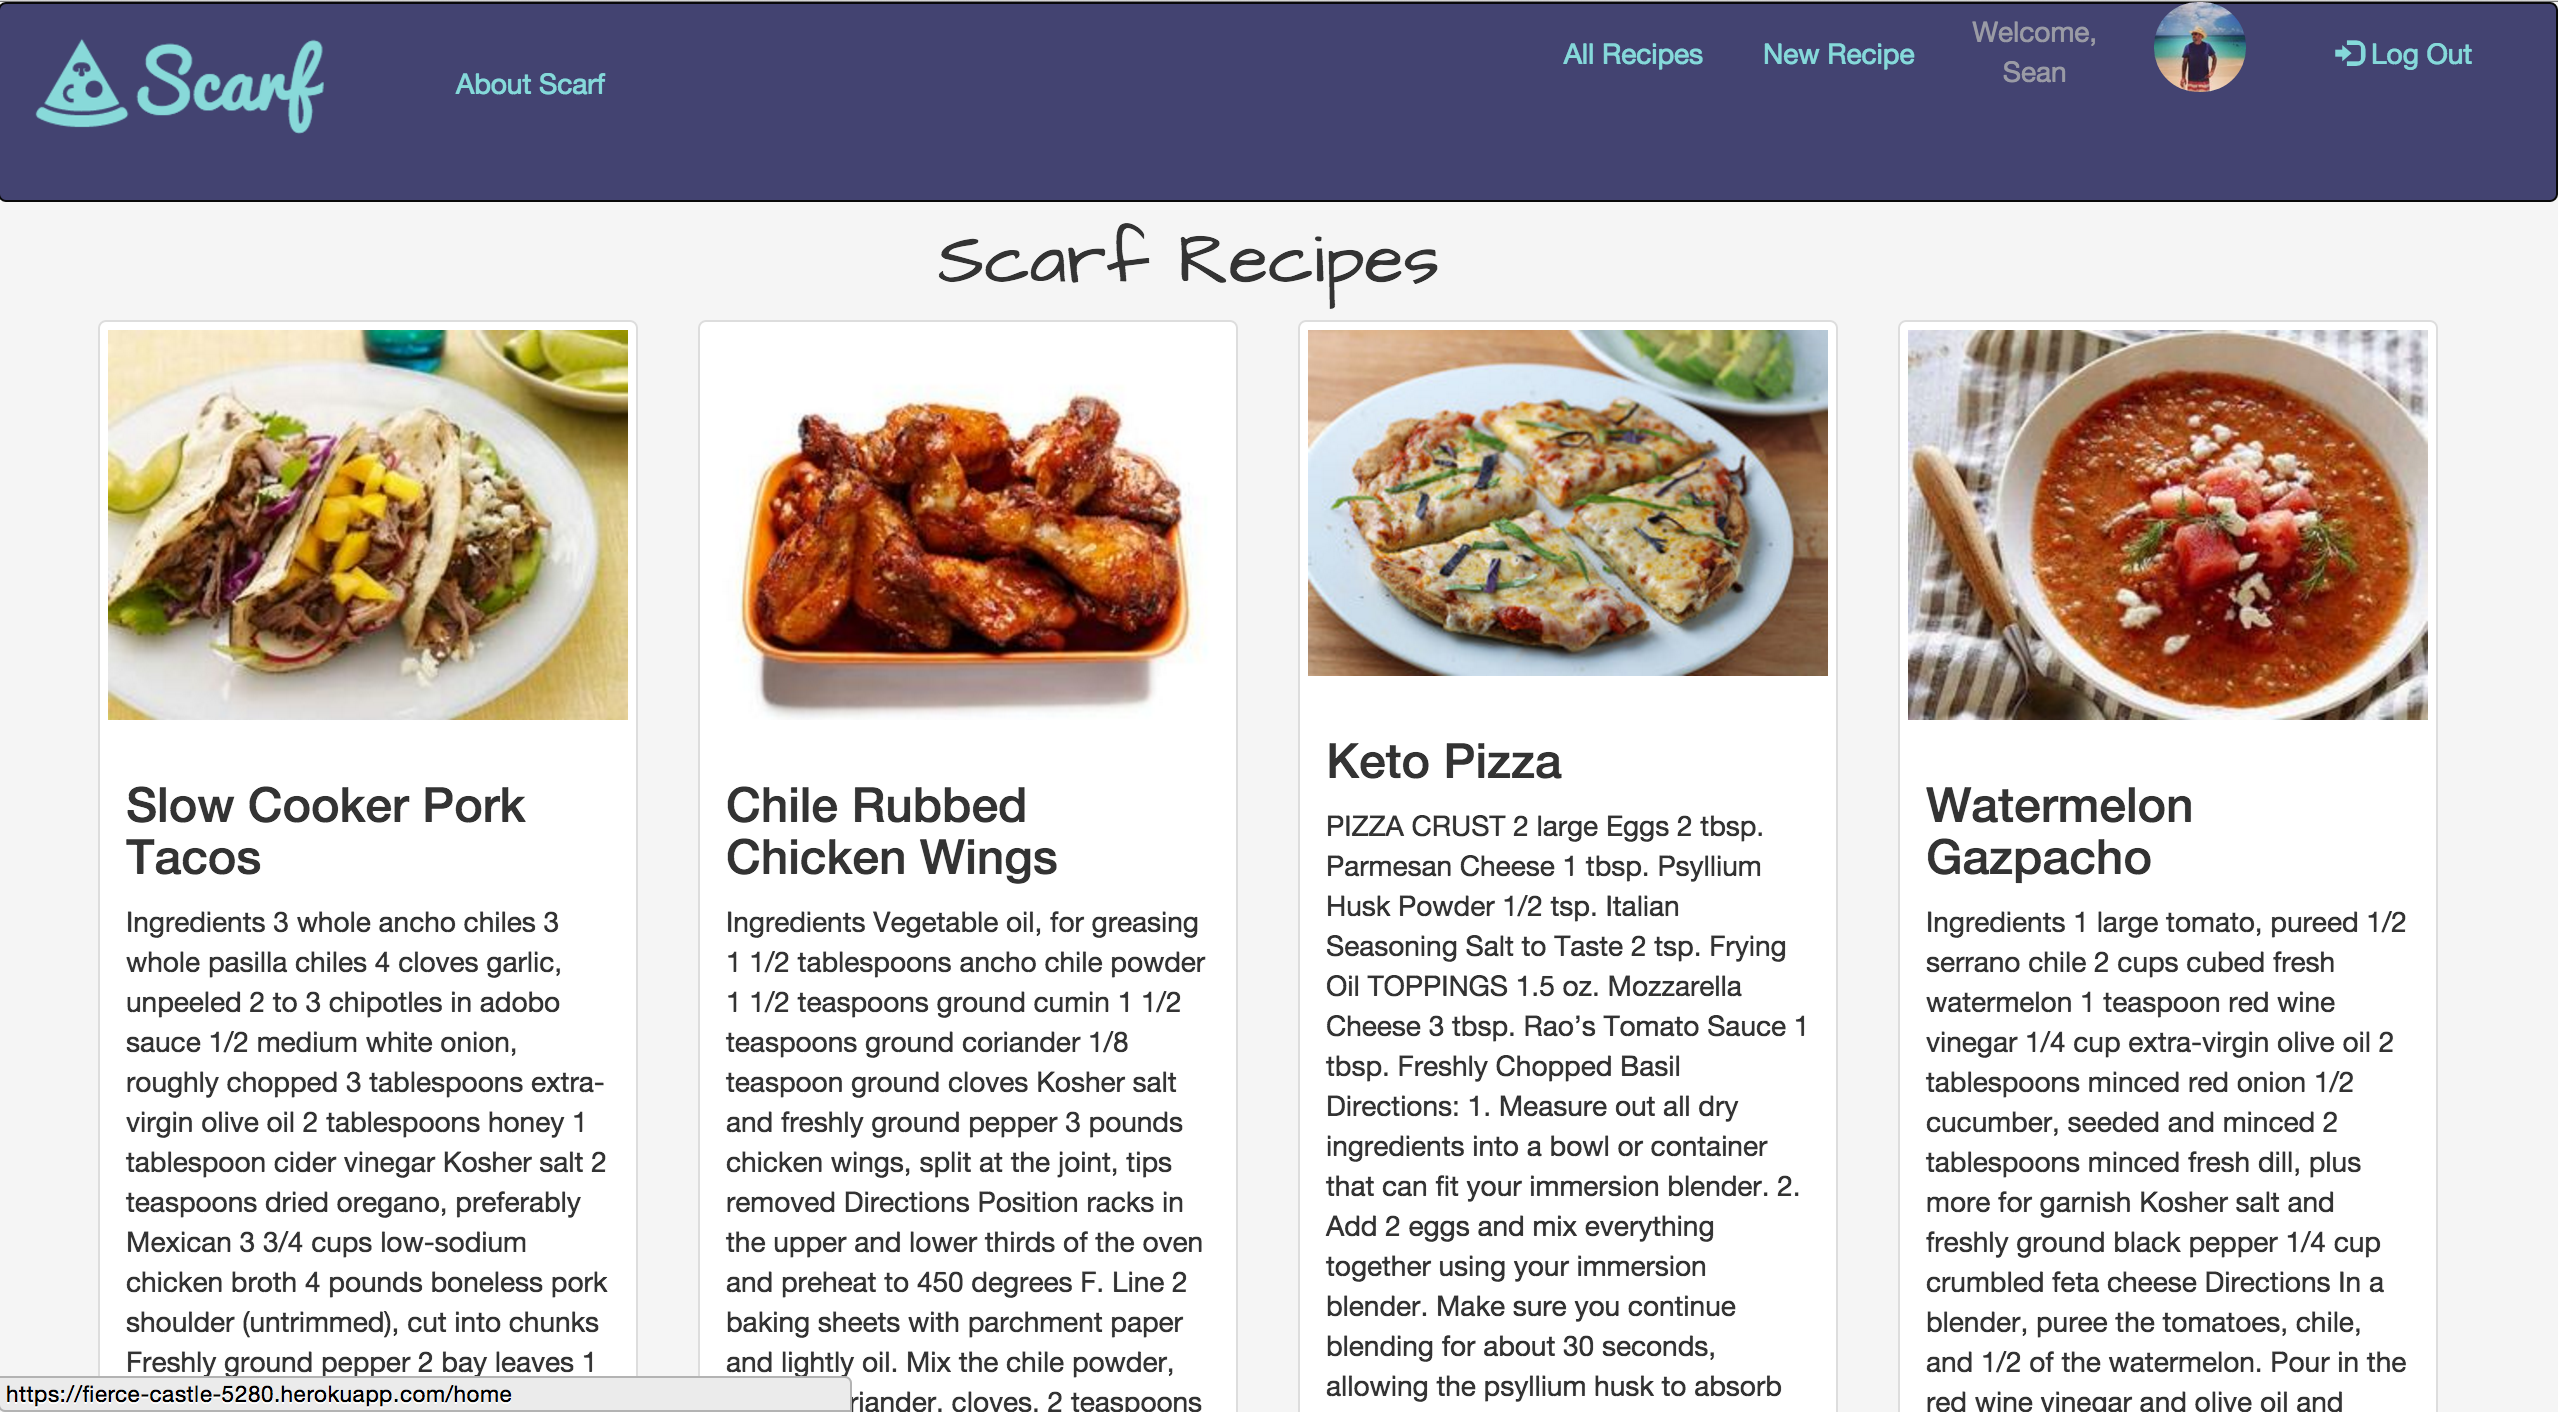 Scarf
About Scarf
All Recipes
New Recipe
Welcome,
Sean
Log Out
Scarf Recipes
Slow Cooker Pork
Tacos
Ingredients 3 whole ancho chiles 3
whole pasilla chiles 4 cloves garlic,
unpeeled 2 to 3 chipotles in adobo
sauce 1/2 medium white onion,
roughly chopped 3 tablespoons extra-
virgin olive oil 2 tablespoons honey 1
tablespoon cider vinegar Kosher salt 2
teaspoons dried oregano, preferably
Mexican 3 3/4 cups low-sodium
chicken broth 4 pounds boneless pork
shoulder (untrimmed), cut into chunks
Freshly ground pepper 2 bay leaves 1
Chile Rubbed
Chicken Wings
Ingredients Vegetable oil, for greasing
1 1/2 tablespoons ancho chile powder
1 1/2 teaspoons ground cumin 1 1/2
teaspoons ground coriander 1/8
teaspoon ground cloves Kosher salt
and freshly ground pepper 3 pounds
chicken wings, split at the joint, tips
removed Directions Position racks in
the upper and lower thirds of the oven
and preheat to 450 degrees F. Line 2
baking sheets with parchment paper
and lightly oil. Mix the chile powder,
riander, cloves, 2 teaspoons
Keto Pizza
PIZZA CRUST 2 large Eggs 2 tbsp.
Parmesan Cheese 1 tbsp. Psyllium
Husk Powder 1/2 tsp. Italian
Seasoning Salt to Taste 2 tsp. Frying
Oil TOPPINGS 1.5 oz. Mozzarella
Cheese 3 tbsp. Rao’s Tomato Sauce 1
tbsp. Freshly Chopped Basil
Directions: 1. Measure out all dry
ingredients into a bowl or container
that can fit your immersion blender. 2.
Add 2 eggs and mix everything
together using your immersion
blender. Make sure you continue
blending for about 30 seconds,
allowing the psyllium husk to absorb
Watermelon
Gazpacho
Ingredients 1 large tomato, pureed 1/2
serrano chile 2 cups cubed fresh
watermelon 1 teaspoon red wine
vinegar 1/4 cup extra-virgin olive oil 2
tablespoons minced red onion 1/2
cucumber, seeded and minced 2
tablespoons minced fresh dill, plus
more for garnish Kosher salt and
freshly ground black pepper 1/4 cup
crumbled feta cheese Directions In a
blender, puree the tomatoes, chile,
and 1/2 of the watermelon. Pour in the
red wine vinegar and olive oil and
https://fierce-castle-5280.herokuapp.com/home